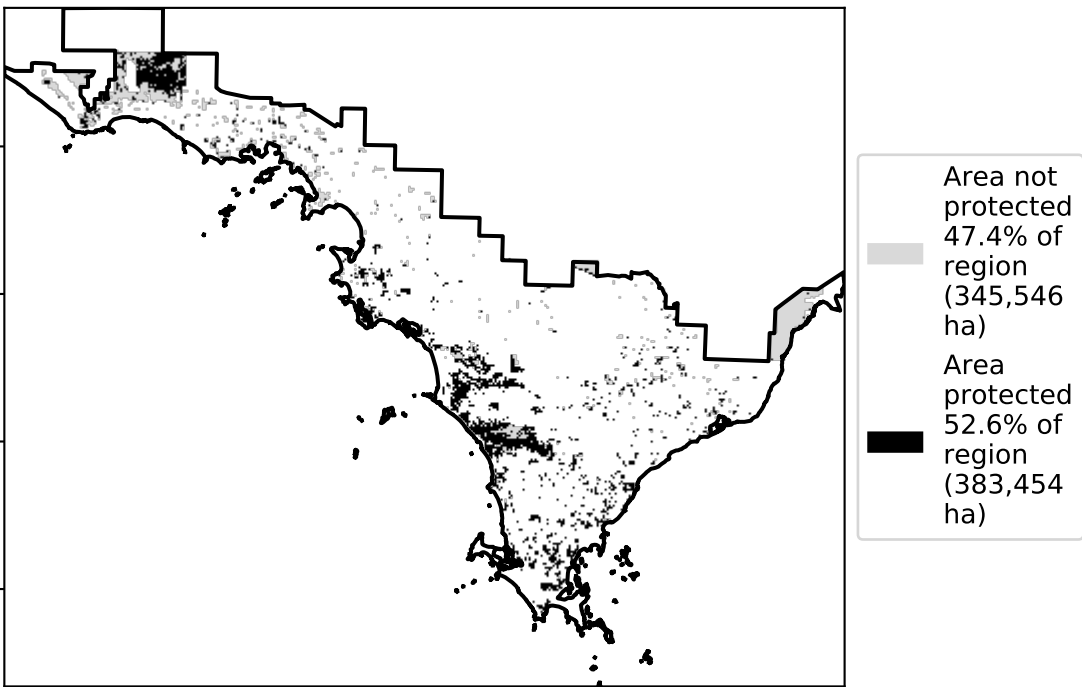 Area not
protected
47.4% of
region
(345,546
ha)
Area
protected
52.6% of
region
(383,454
ha)